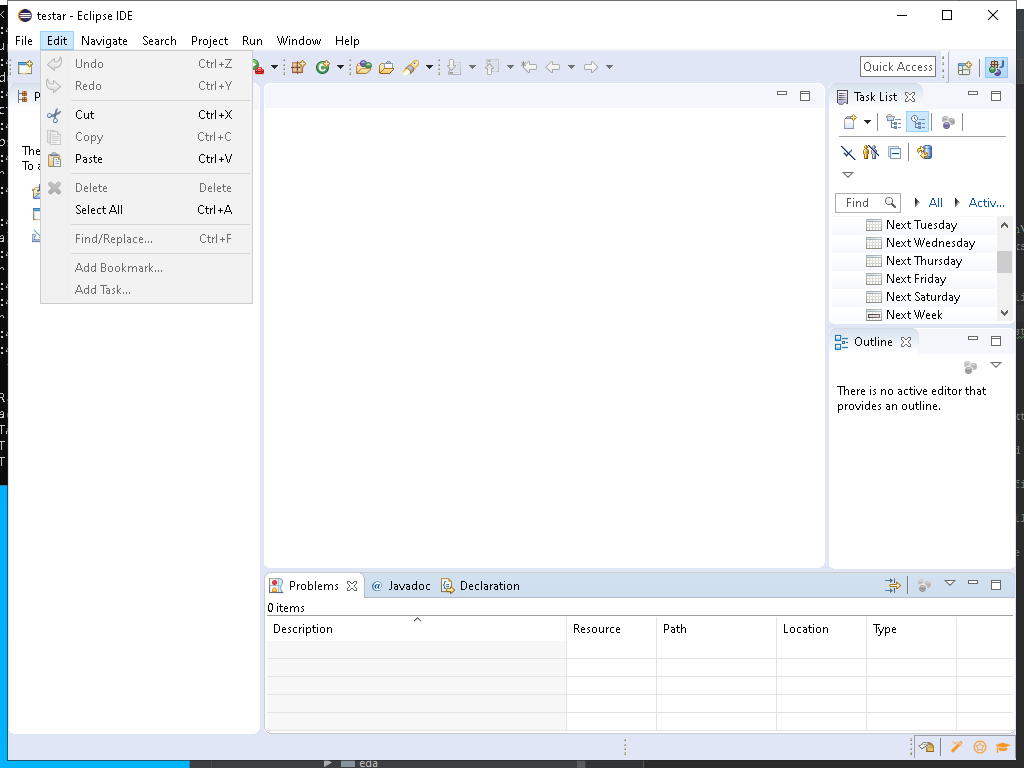 testar - Eclipse IDE
File Edit Navigate Search Project Run Window Help
Undo Ctrl+Z
Redo Ctrl+Y
Cut Ctrl+X
Copy Ctrl+C
Paste Ctrl+V
Delete Delete
Select All Ctrl+A
Find/Replace... Ctrl+F
Add Bookmark...
Add Task...
The
To
Quick Access
Task List
Find All Activ...
Next Tuesday
Next Wednesday
Next Thursday
Next Friday
Next Saturday
Next Week
Outline
There is no active editor that
provides an outline.
Problems @ Javadoc Declaration
0 items
Description Resource Path Location Type
eda